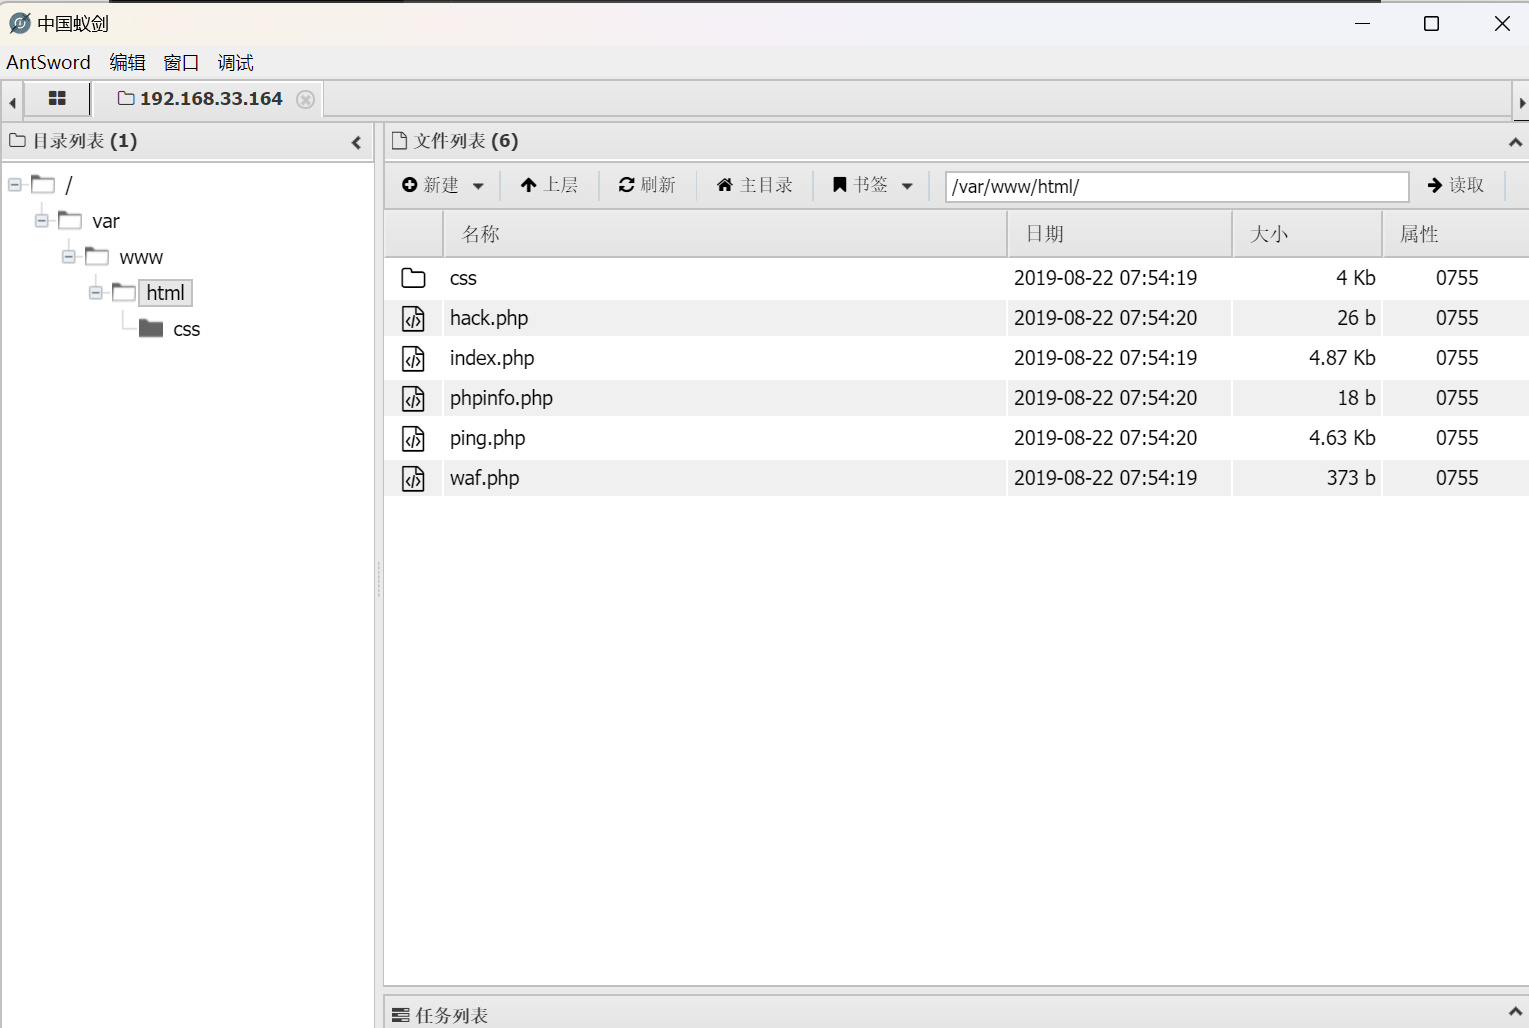 中国蚁剑
AntSword 编辑 窗口 调试
192.168.33.164
目录列表 (1)
文件列表 (6)
新建 上层 刷新 主目录 书签 /var/www/html/ 读取
/
var
www
html
css
名称 日期 大小 属性
css 2019-08-22 07:54:19 4 Kb 0755
hack.php 2019-08-22 07:54:20 26 b 0755
index.php 2019-08-22 07:54:19 4.87 Kb 0755
phpinfo.php 2019-08-22 07:54:20 18 b 0755
ping.php 2019-08-22 07:54:20 4.63 Kb 0755
waf.php 2019-08-22 07:54:19 373 b 0755
任务列表